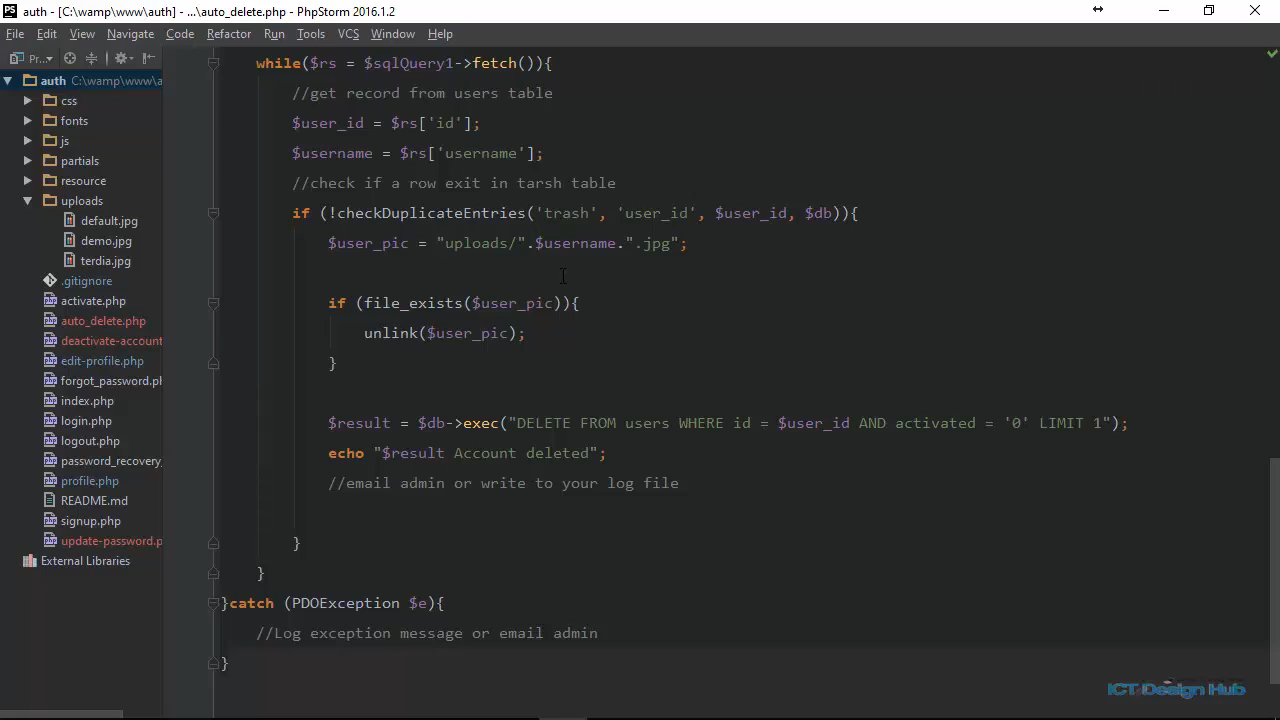 auth - [C:\wamp\www\auth] - ...\auto_delete.php - PhpStorm 2016.1.2
File Edit View Navigate Code Refactor Run Tools VCS Window Help
Pr...
auth C:\wamp\www\a
css
fonts
js
partials
resource
uploads
default.jpg
demo.jpg
terdia.jpg
.gitignore
activate.php
auto_delete.php
deactivate-account
edit-profile.php
forgot_password.ph
index.php
login.php
logout.php
password_recovery_
profile.php
README.md
signup.php
update-password.p
External Libraries
while($rs = $sqlQuery1->fetch()){
//get record from users table
$user_id = $rs['id'];
$username = $rs['username'];
//check if a row exit in tarsh table
if (!checkDuplicateEntries('trash', 'user_id', $user_id, $db)){
$user_pic = "uploads/".$username.".jpg";
if (file_exists($user_pic)){
unlink($user_pic);
}
$result = $db->exec("DELETE FROM users WHERE id = $user_id AND activated = '0' LIMIT 1");
echo "$result Account deleted";
//email admin or write to your log file
}
}
}catch (PDOException $e){
//Log exception message or email admin
}
ICT Design Hub